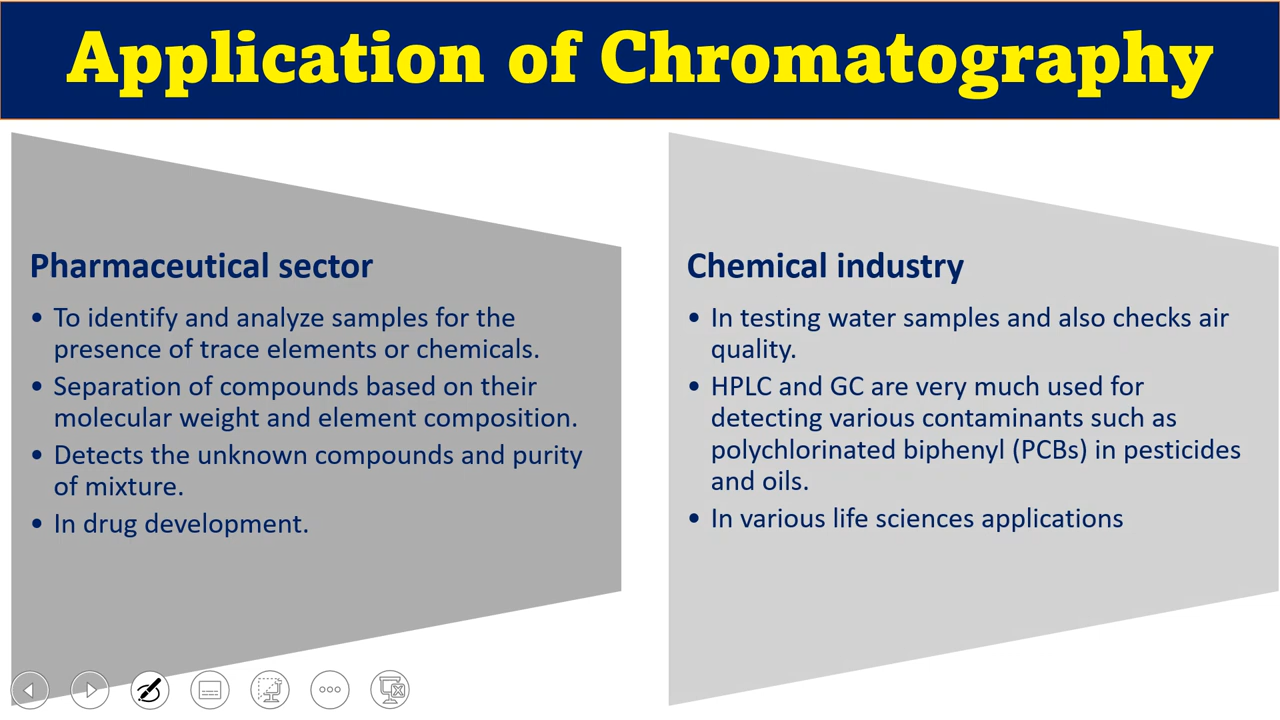 Application of Chromatography
Pharmaceutical sector
• To identify and analyze samples for the
presence of trace elements or chemicals.
• Separation of compounds based on their
molecular weight and element composition.
• Detects the unknown compounds and purity
of mixture.
• In drug development.
Chemical industry
• In testing water samples and also checks air
quality.
• HPLC and GC are very much used for
detecting various contaminants such as
polychlorinated biphenyl (PCBs) in pesticides
and oils.
• In various life sciences applications